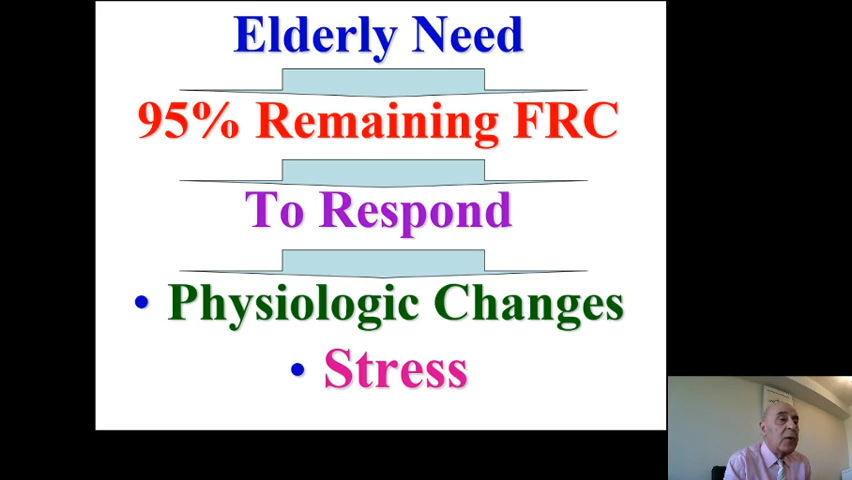 Elderly Need
95% Remaining FRC
To Respond
• Physiologic Changes
• Stress